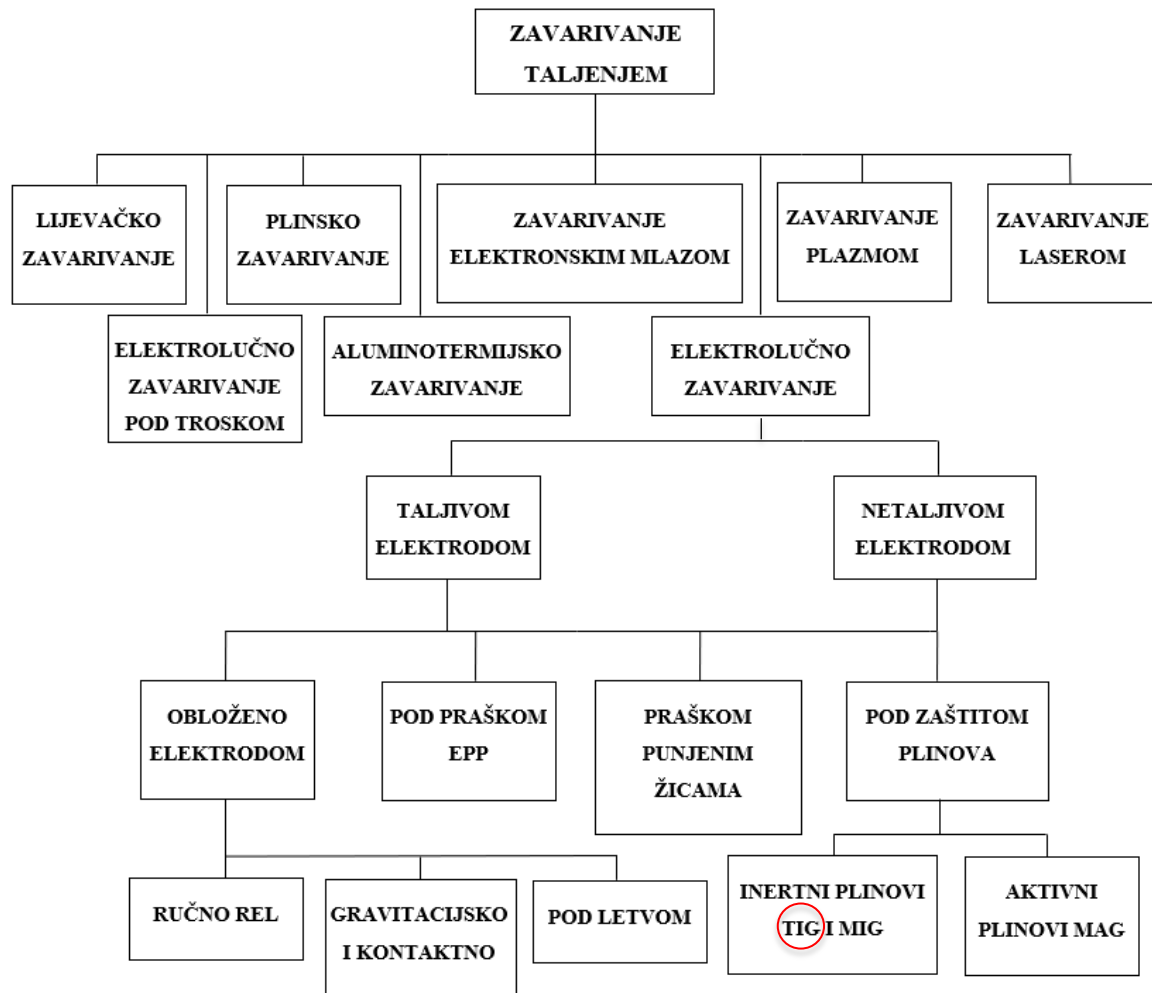 ZAVARIVANJE
TALJENJEM
LIJEVAČKO
ZAVARIVANJE
PLINSKO
ZAVARIVANJE
ZAVARIVANJE
ELEKTRONSKIM MLAZOM
ZAVARIVANJE
PLAZMOM
ZAVARIVANJE
LASEROM
ELEKTROLUČNO
ZAVARIVANJE
POD TROSKOM
ALUMINOTERMIJSKO
ZAVARIVANJE
ELEKTROLUČNO
ZAVARIVANJE
TALJIVOM
ELEKTRODOM
NETALJIVOM
ELEKTRODOM
OBLOŽENO
ELEKTRODOM
POD PRAŠKOM
EPP
PRAŠKOM
PUNJENIM
ŽICAMA
POD ZAŠTITOM
PLINOVA
RUČNO REL
GRAVITACIJSKO
I KONTAKTNO
POD LETVOM
INERTNI PLINOVI
TIG I MIG
AKTIVNI
PLINOVI MAG